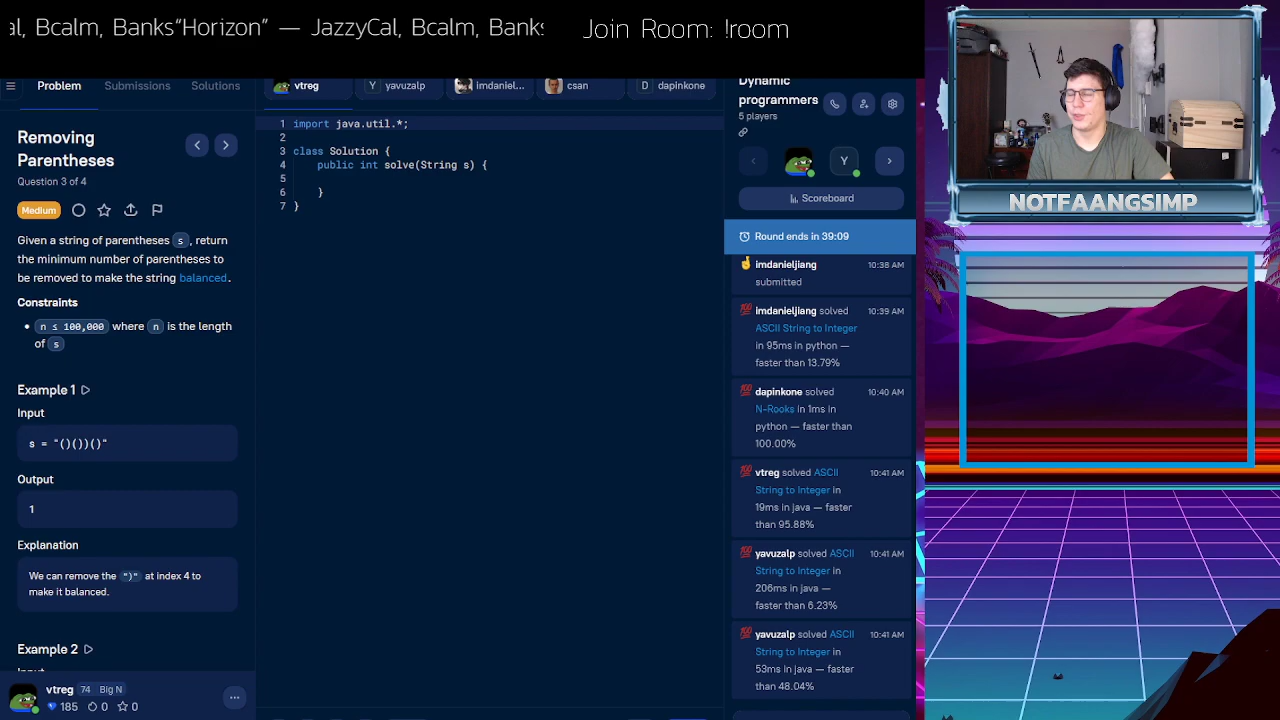 al, Bcalm, Banks“Horizon” — JazzyCal, Bcalm, Banks
Join Room: !room
Problem
Submissions
Solutions
vtreg
Y yavuzalp
imdaniel...
csan
D dapinkone
Removing
Parentheses
Question 3 of 4
Medium
Given a string of parentheses s, return
the minimum number of parentheses to
be removed to make the string balanced.
Constraints
• n ≤ 100,000 where n is the length
of s
Example 1
Input
s = "()())()"
Output
1
Explanation
We can remove the ")" at index 4 to
make it balanced.
Example 2
Input
vtreg 74 Big N
185 0 0
1 import java.util.*;
2
3 class Solution {
4 public int solve(String s) {
5
6 }
7 }
Dynamic
programmers
5 players
Y
Scoreboard
Round ends in 39:09
imdanieljiang 10:38 AM
submitted
imdanieljiang solved 10:39 AM
ASCII String to Integer
in 95ms in python —
faster than 13.79%
dapinkone solved 10:40 AM
N-Rooks in 1ms in
python — faster than
100.00%
vtreg solved ASCII 10:41 AM
String to Integer in
19ms in java — faster
than 95.88%
yavuzalp solved ASCII 10:41 AM
String to Integer in
206ms in java —
faster than 6.23%
yavuzalp solved ASCII 10:41 AM
String to Integer in
53ms in java — faster
than 48.04%
NOTFAANGSIMP